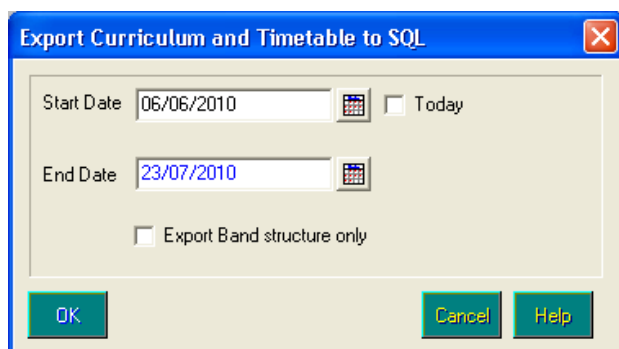 Export Curriculum and Timetable to SQL
Start Date 06/06/2010 Today
End Date 23/07/2010
Export Band structure only
OK Cancel Help